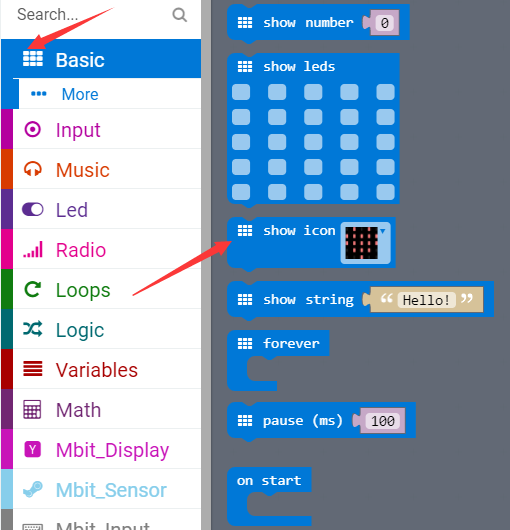 Search...
Basic
More
Input
Music
Led
Radio
Loops
Logic
Variables
Math
Mbit_Display
Mbit_Sensor
Mbit_Input
show number 0
show leds
show icon
show string “ Hello! ”
forever
pause (ms) 100
on start